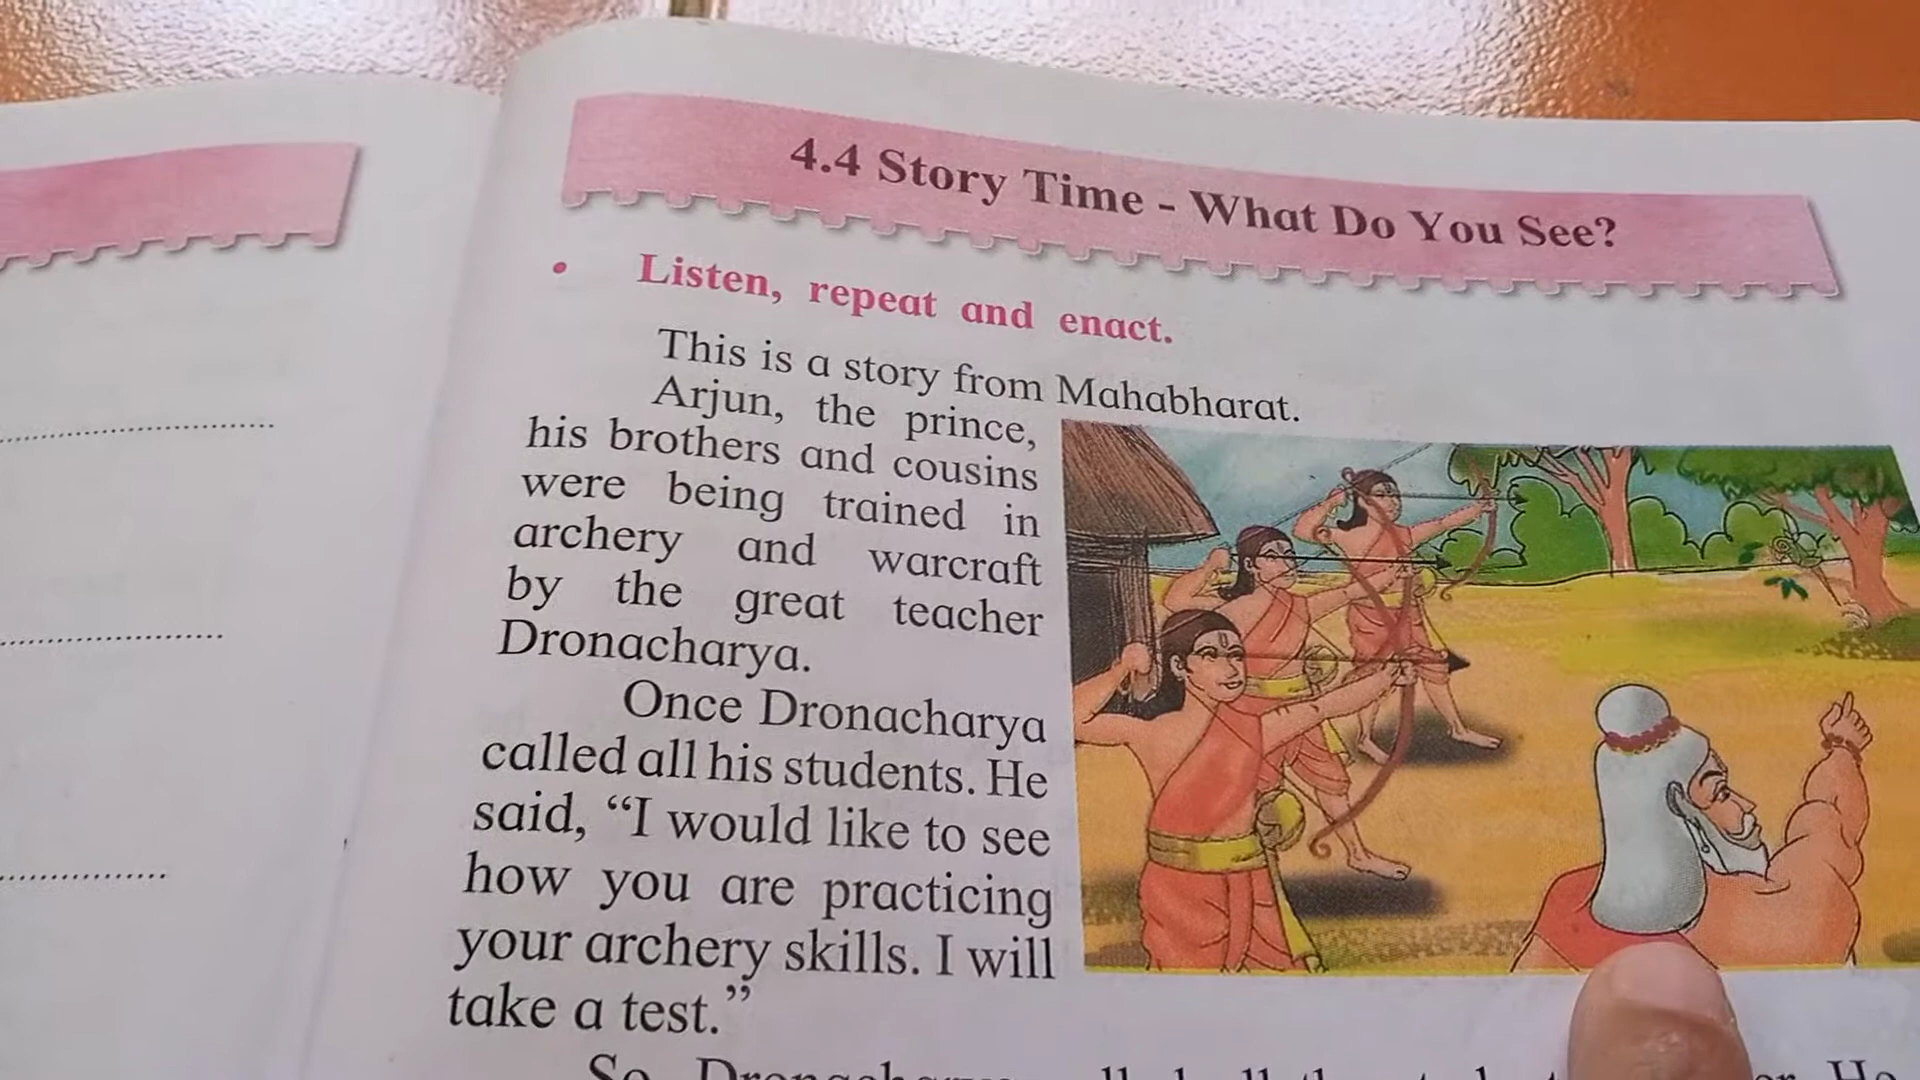 4.4 Story Time - What Do You See?
• Listen, repeat and enact.
This is a story from Mahabharat.
Arjun, the prince,
his brothers and cousins
were being trained in
archery and warcraft
by the great teacher
Dronacharya.
Once Dronacharya
called all his students. He
said, “I would like to see
how you are practicing
your archery skills. I will
take a test.”
So